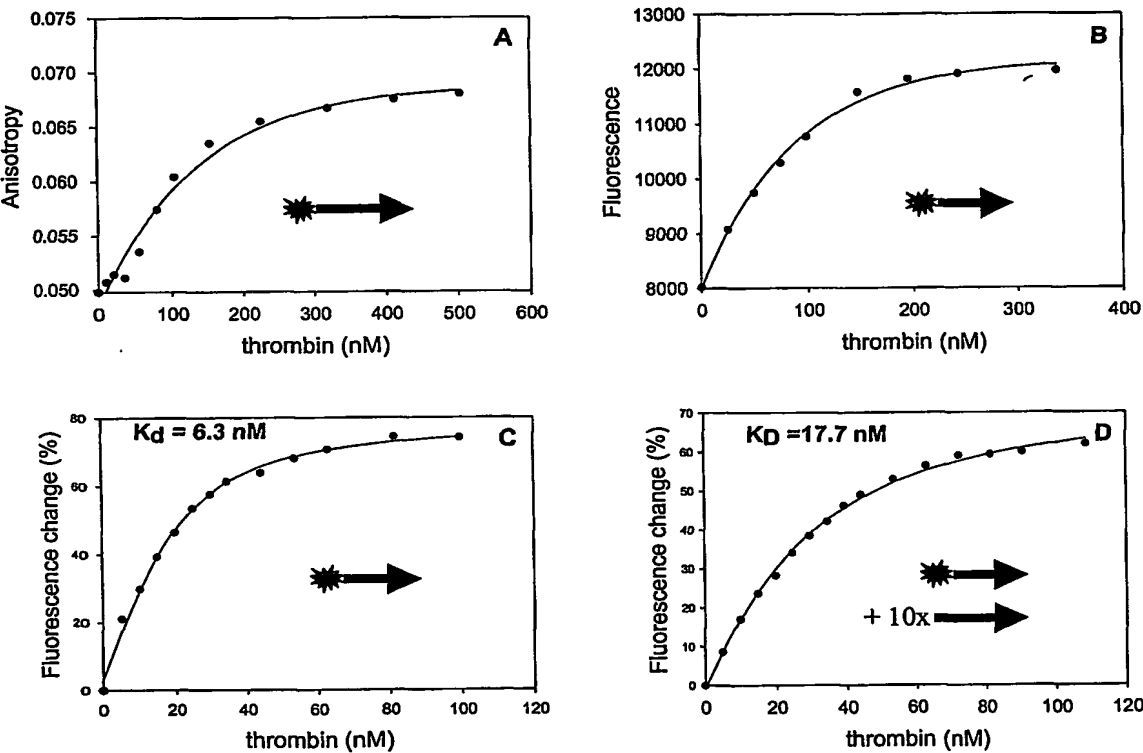 0.075
A
0.070
0.065
0.060
0.055
0.050
Anisotropy
0 100 200 300 400 500 600
thrombin (nM)
13000
B
12000
11000
10000
9000
8000
Fluorescence
0 100 200 300 400
thrombin (nM)
80
Kd = 6.3 nM
C
60
40
20
0
Fluorescence change (%)
0 20 40 60 80 100 120
thrombin (nM)
70
KD =17.7 nM
D
60
50
40
30
20
10
0
Fluorescence change (%)
+ 10x
0 20 40 60 80 100 120
thrombin (nM)